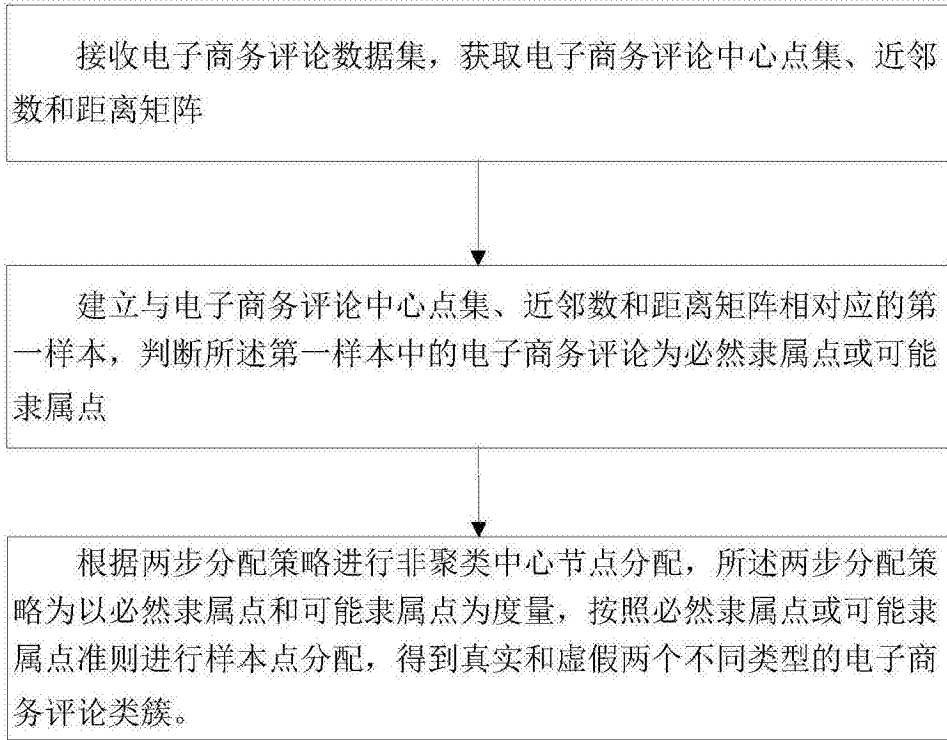 接收电子商务评论数据集，获取电子商务评论中心点集、近邻
数和距离矩阵
建立与电子商务评论中心点集、近邻数和距离矩阵相对应的第
一样本，判断所述第一样本中的电子商务评论为必然隶属点或可能
隶属点
根据两步分配策略进行非聚类中心节点分配，所述两步分配策
略为以必然隶属点和可能隶属点为度量，按照必然隶属点或可能隶
属点准则进行样本点分配，得到真实和虚假两个不同类型的电子商
务评论类簇。